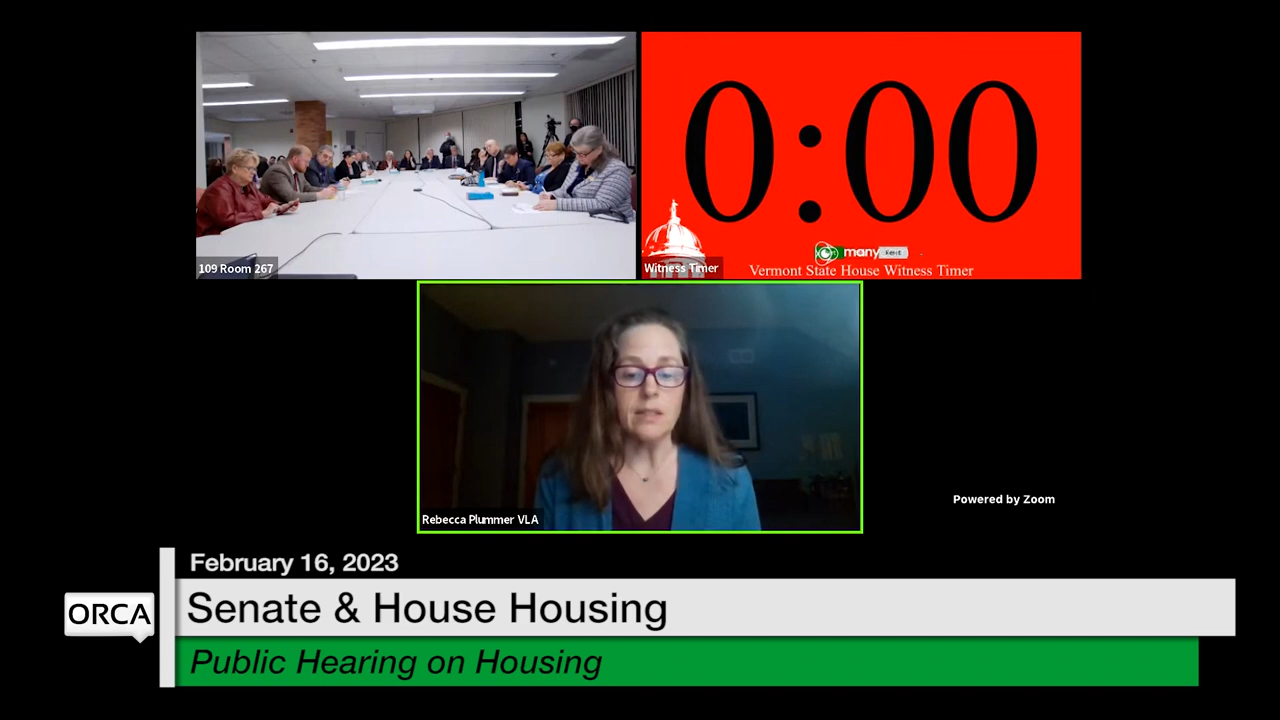 0:00
109 Room 267
Witness Timer
many
Vermont State House Witness Timer
Rebecca Plummer VLA
Powered by Zoom
February 16, 2023
ORCA
Senate & House Housing
Public Hearing on Housing